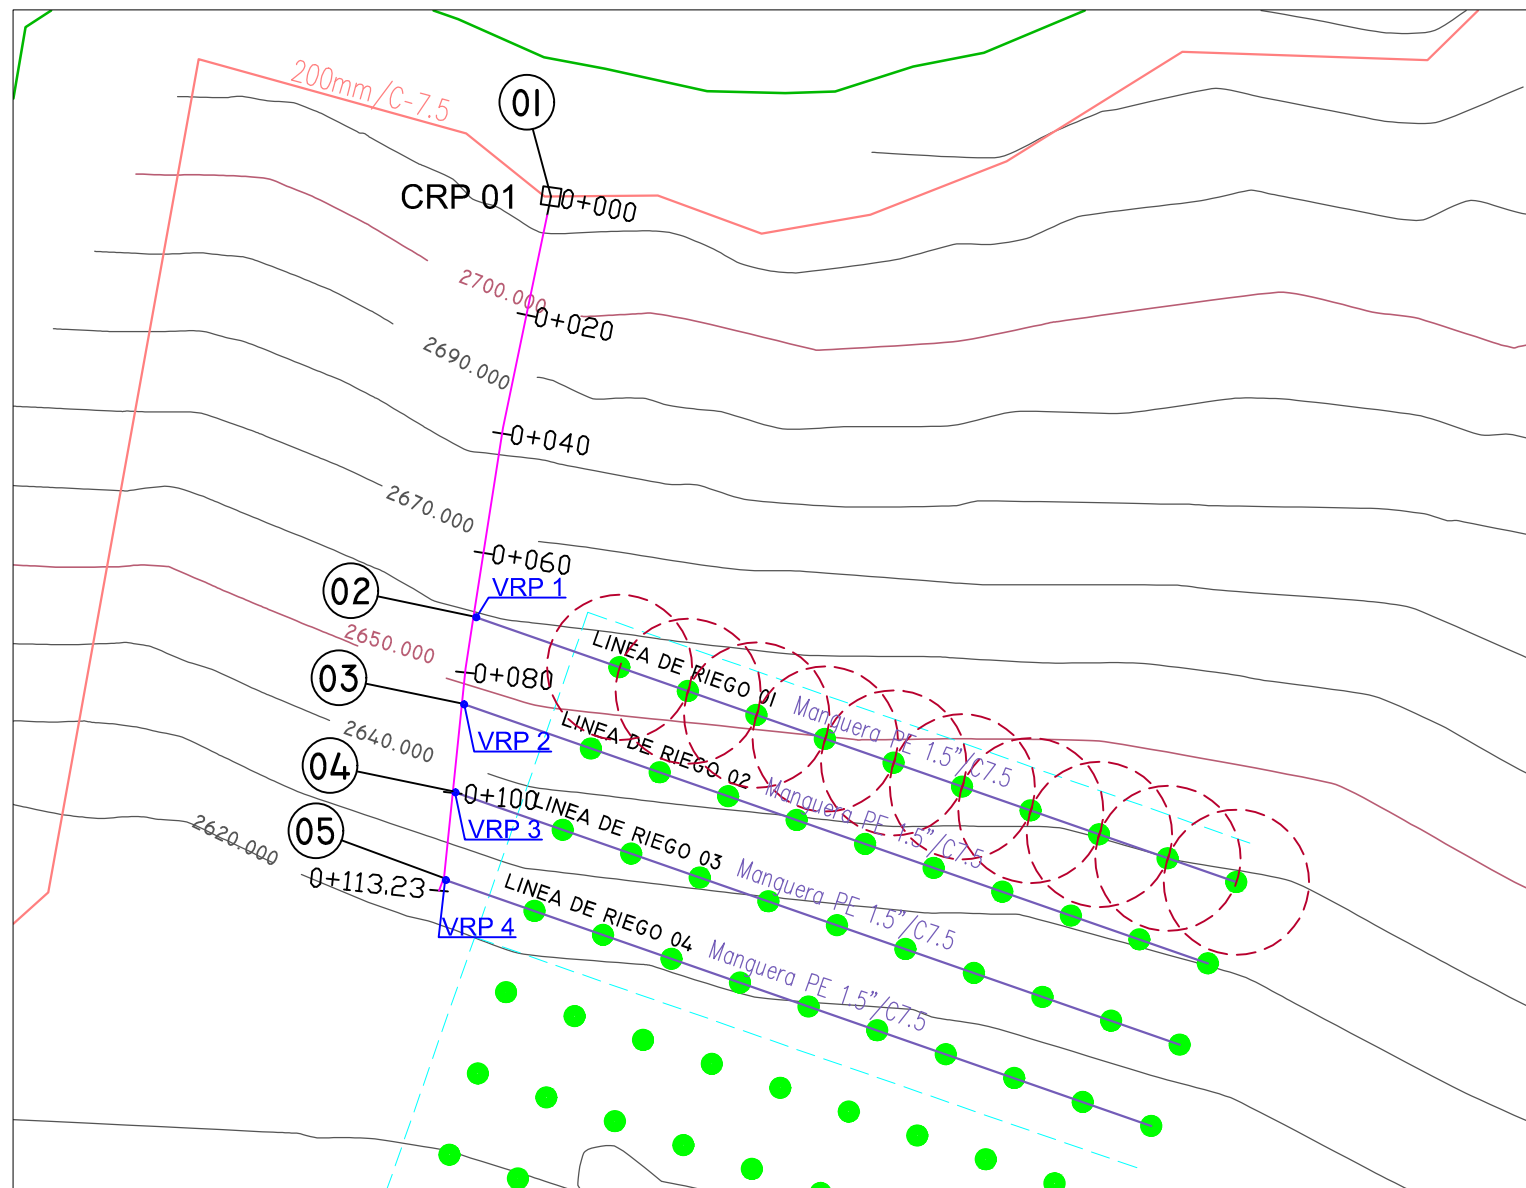 200mm/C-7.5
01
CRP 01
0+000
2700.000
0+020
2690.000
0+040
2670.000
0+060
02
VRP 1
2650.000
LINEA DE RIEGO 01
Manguera PE 1.5"/C7.5
03
0+080
2640.000
VRP 2
LINEA DE RIEGO 02
Manguera PE 1.5"/C7.5
04
0+100
VRP 3
LINEA DE RIEGO 03
Manguera PE 1.5"/C7.5
05
2620.000
0+113.23
VRP 4
LINEA DE RIEGO 04
Manguera PE 1.5"/C7.5